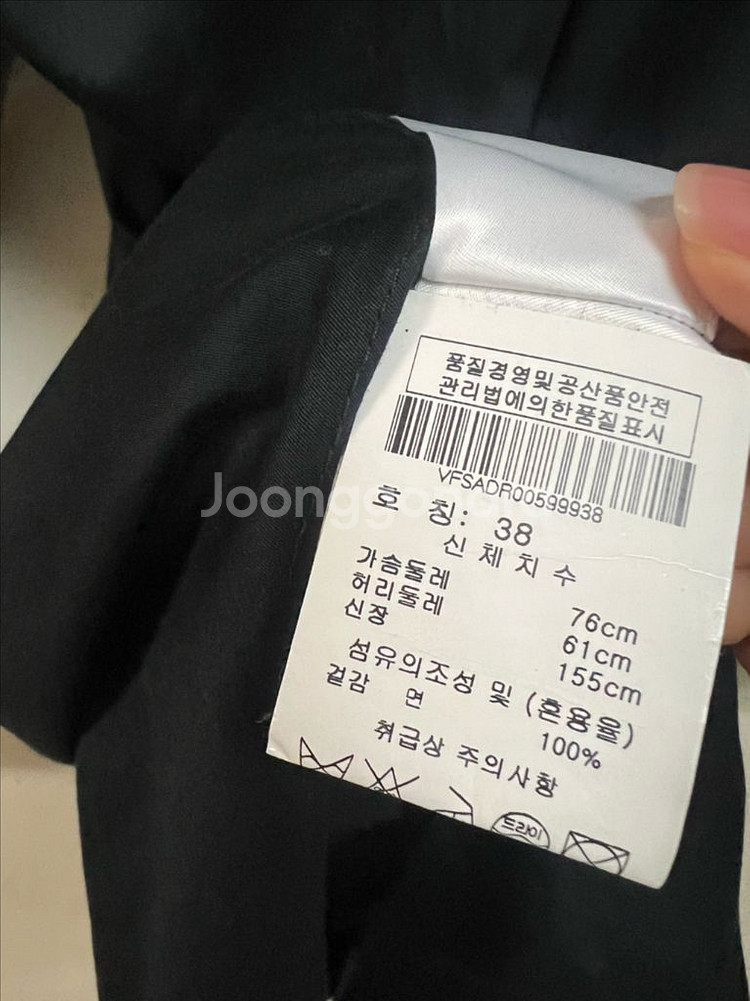 품질경영및공산품안전
관리법에의한품질표시
VFSADR00599938
호 칭: 38
신 체 치 수
가슴둘레 76cm
허리둘레 61cm
신장 155cm
섬유의조성 및 (혼용율)
겉감 면 100%
취급상 주의사항
드라이